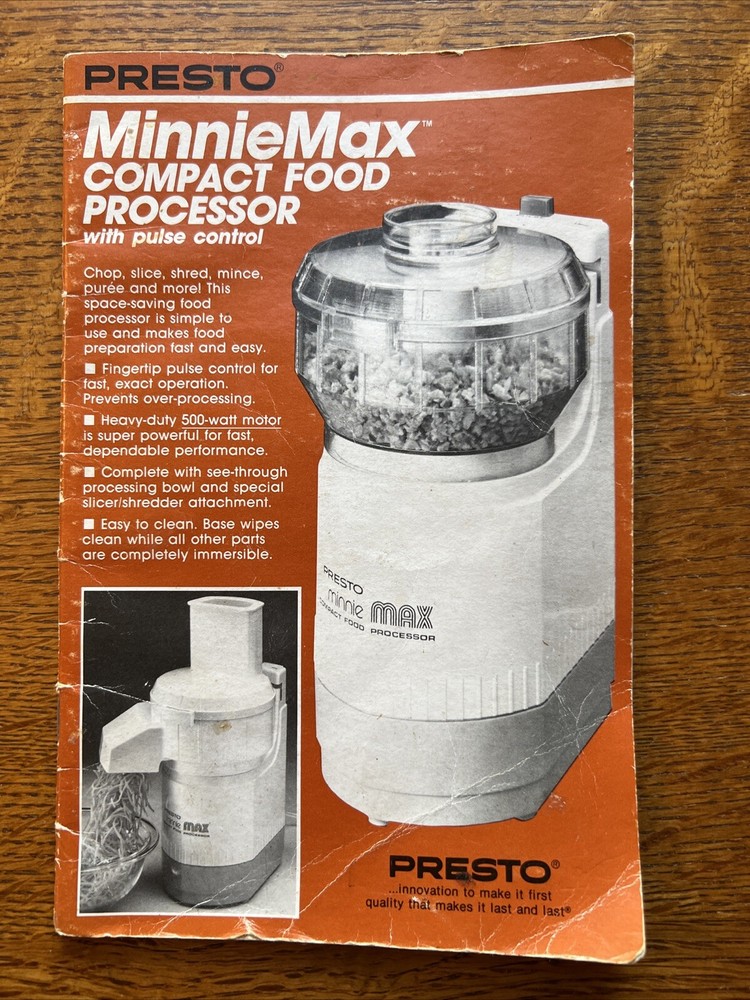 PRESTO®
MinnieMax™
COMPACT FOOD
PROCESSOR
with pulse control
Chop, slice, shred, mince,
purée and more! This
space-saving food
processor is simple to
use and makes food
preparation fast and easy.
■ Fingertip pulse control for
fast, exact operation.
Prevents over-processing.
■ Heavy-duty 500-watt motor
is super powerful for fast,
dependable performance.
■ Complete with see-through
processing bowl and special
slicer/shredder attachment.
■ Easy to clean. Base wipes
clean while all other parts
are completely immersible.
PRESTO
minnie MAX
COMPACT FOOD PROCESSOR
MAX
PRESTO®
...innovation to make it first
quality that makes it last and last®